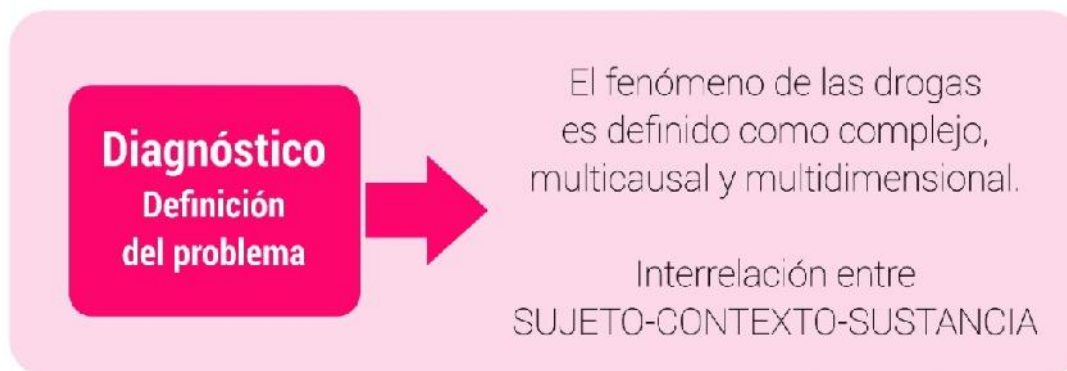 Diagnóstico
Definición
del problema
El fenómeno de las drogas
es definido como complejo,
multicausal y multidimensional.
Interrelación entre
SUJETO-CONTEXTO-SUSTANCIA